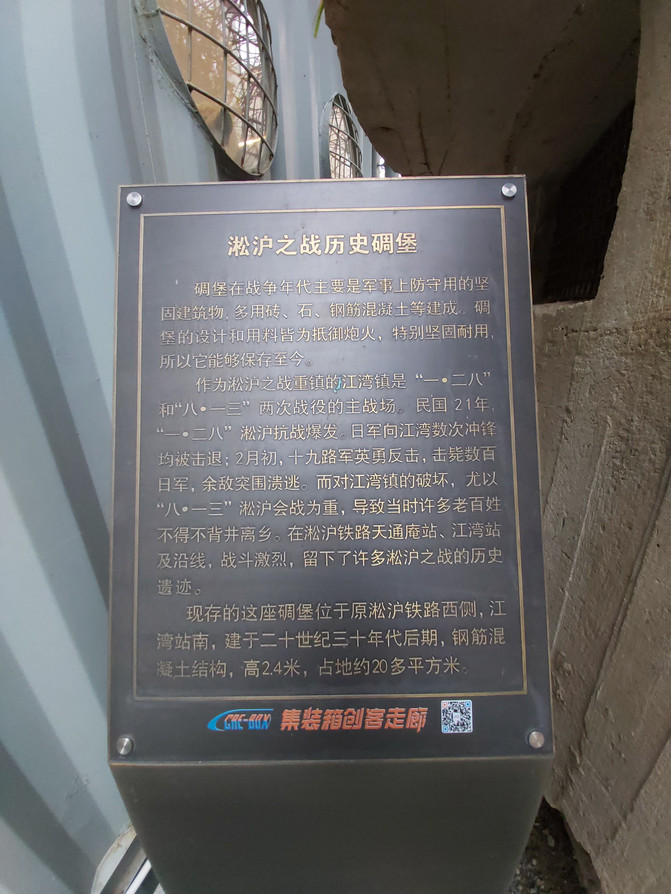 淞沪之战历史碉堡
碉堡在战争年代主要是军事上防守用的坚
固建筑物,多用砖、石、钢筋混凝土等建成。碉
堡的设计和用料皆为抵御炮火，特别坚固耐用,
所以它能够保存至今。
作为淞沪之战重镇的江湾镇是“一•二八”
和“八•一三”两次战役的主战场。民国21年,
“一•二八”淞沪抗战爆发。日军向江湾数次冲锋
均被击退；2月初，十九路军英勇反击，击毙数百
日军，余敌突围溃逃。而对江湾镇的破坏，尤以
“八•一三”淞沪会战为重，导致当时许多老百姓
不得不背井离乡。在淞沪铁路天通庵站、江湾站
及沿线，战斗激烈，留下了许多淞沪之战的历史
遗迹。
现存的这座碉堡位于原淞沪铁路西侧，江
湾站南，建于二十世纪三十年代后期，钢筋混
凝土结构，高2.4米，占地约20多平方米。
CRE-BOX 集装箱创客走廊